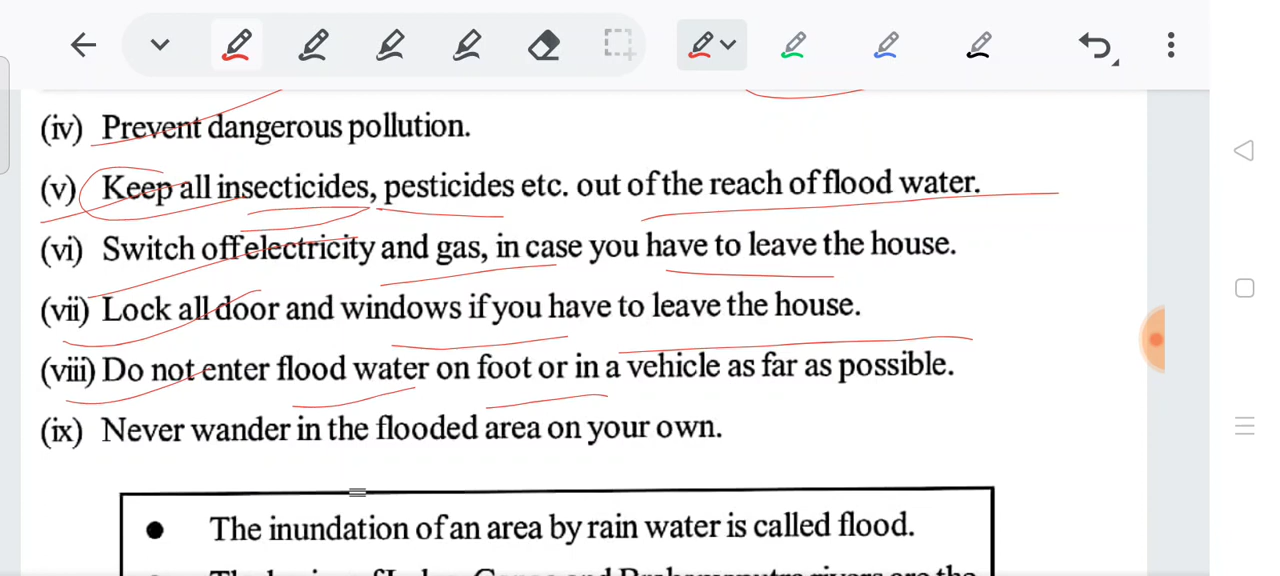 (iv) Prevent dangerous pollution.
(v) Keep all insecticides, pesticides etc. out of the reach of flood water.
(vi) Switch off electricity and gas, in case you have to leave the house.
(vii) Lock all door and windows if you have to leave the house.
(viii) Do not enter flood water on foot or in a vehicle as far as possible.
(ix) Never wander in the flooded area on your own.
● The inundation of an area by rain water is called flood.